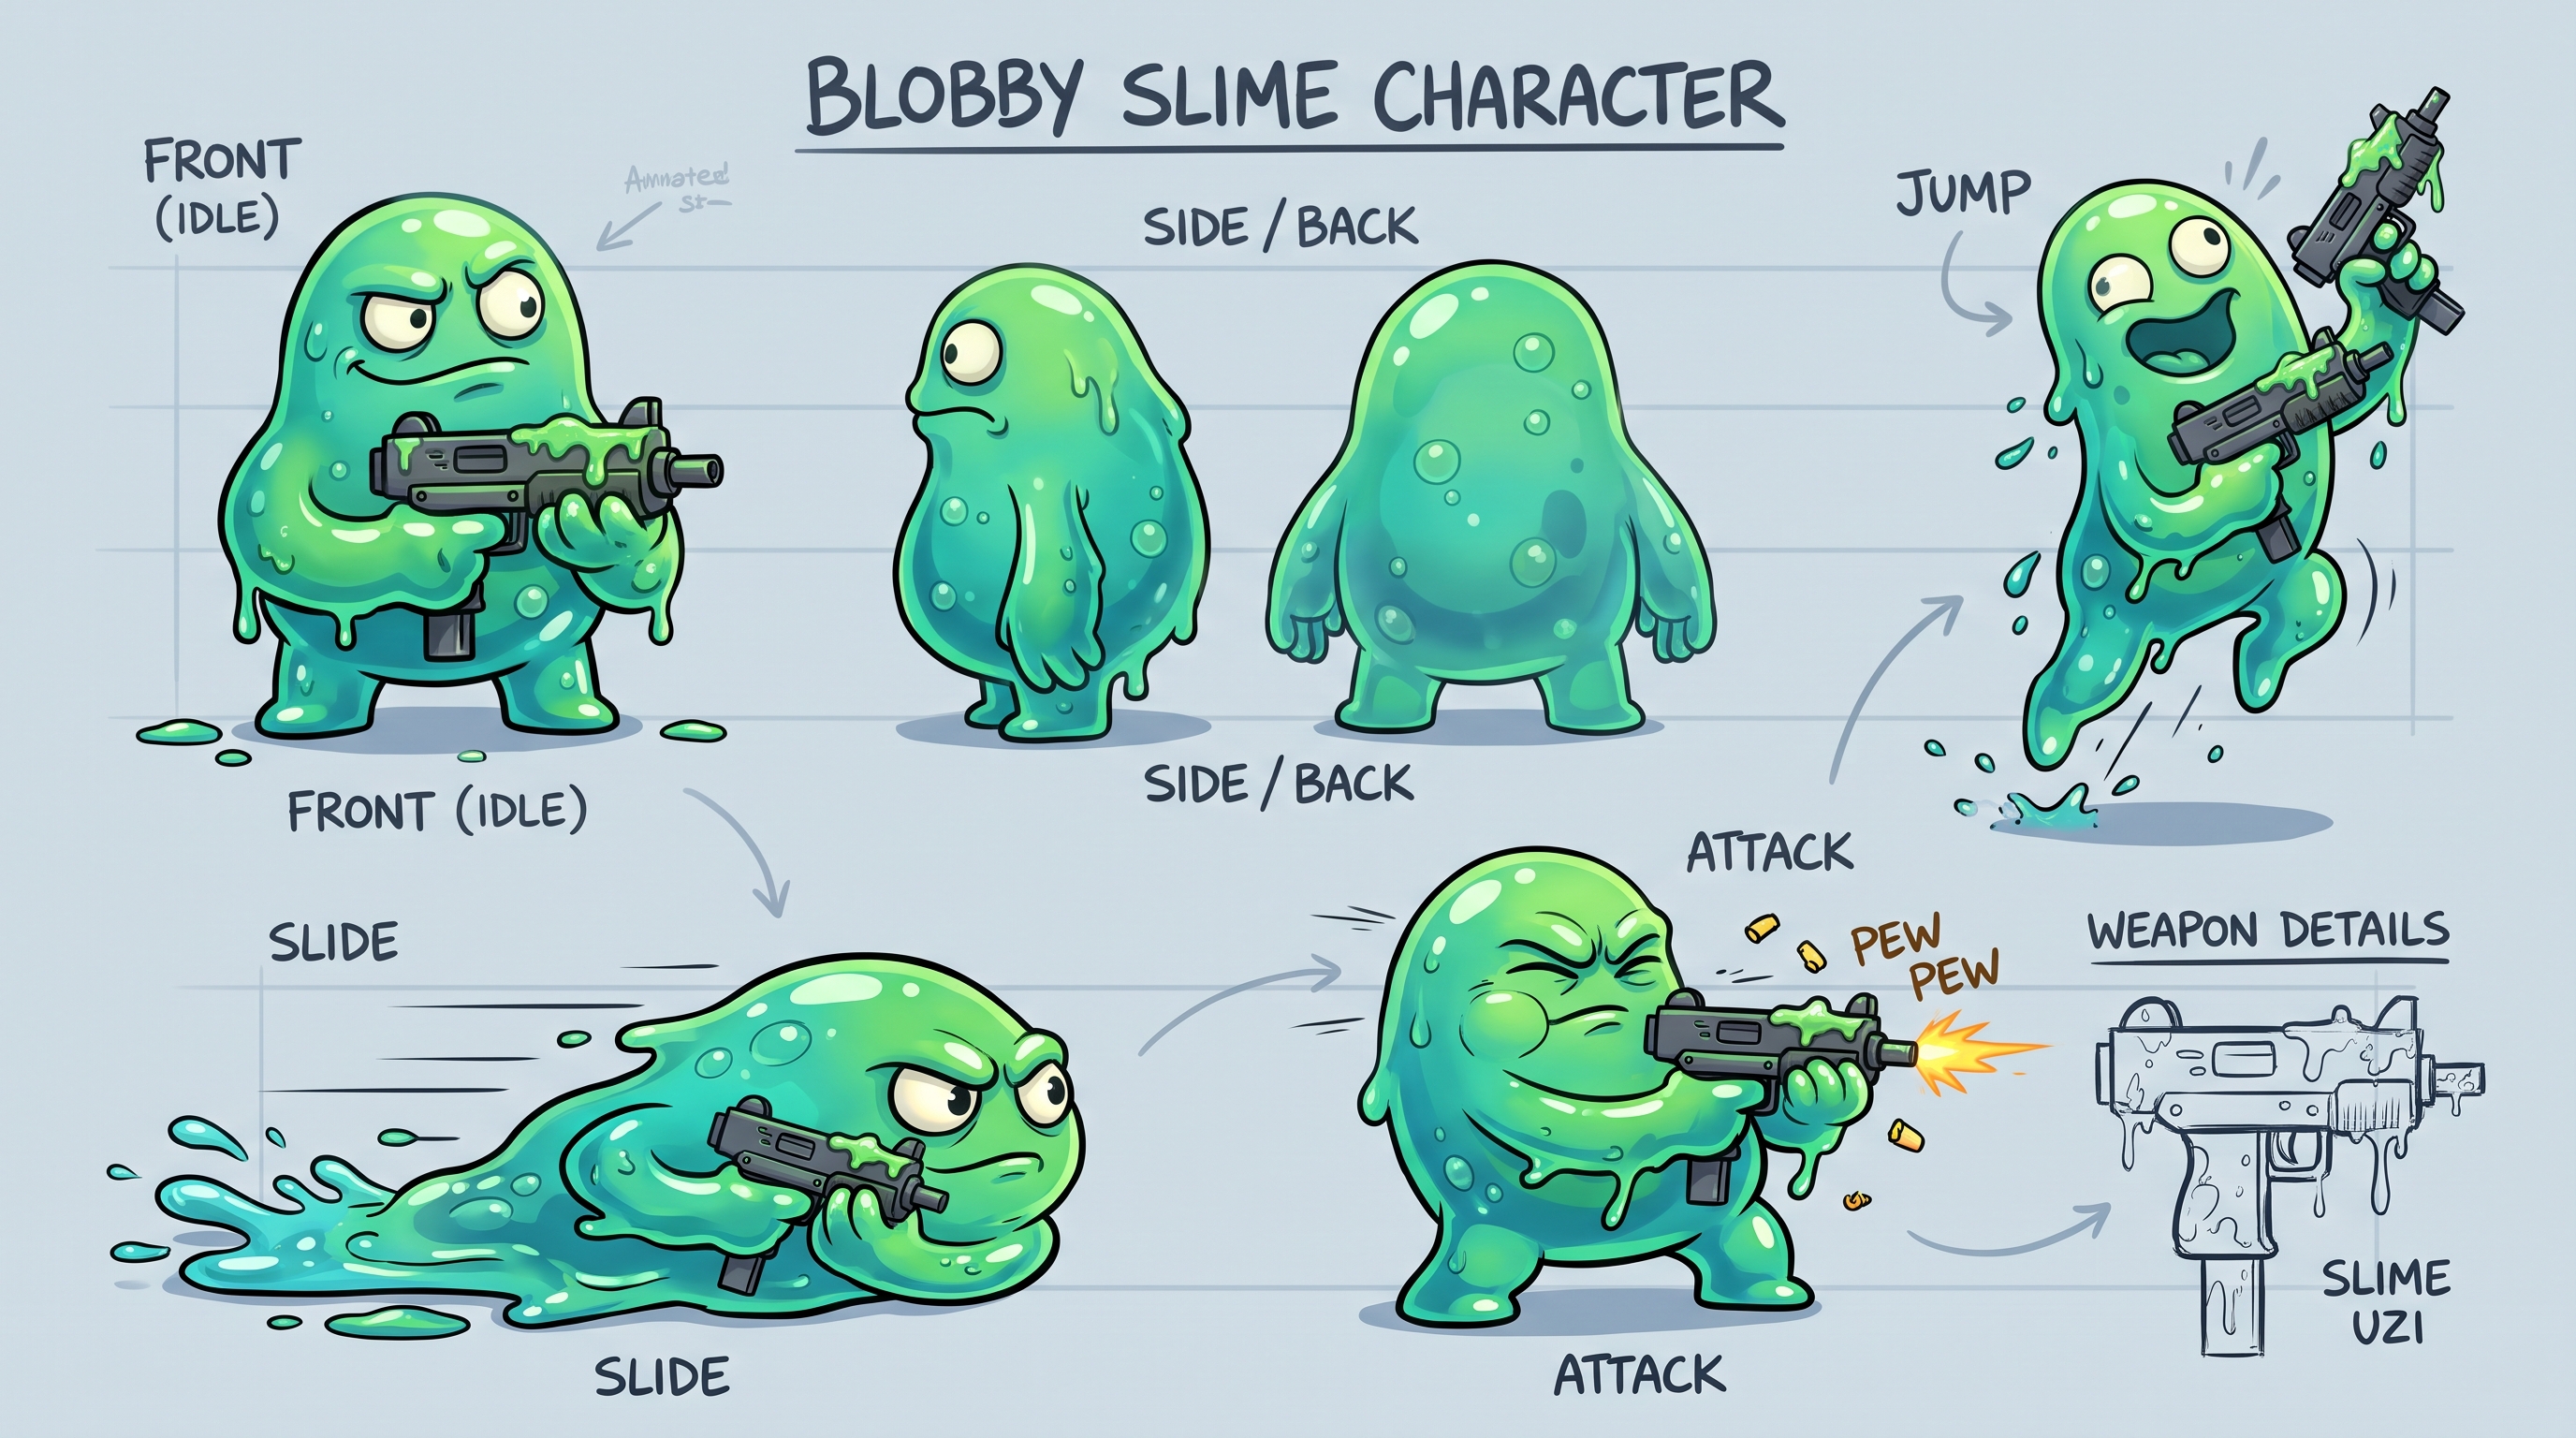 BLOBBY SLIME CHARACTER
FRONT
(IDLE)
SIDE / BACK
JUMP
FRONT (IDLE)
SIDE / BACK
ATTACK
SLIDE
PEW
PEW
WEAPON DETAILS
SLIME
UZI
SLIDE
ATTACK